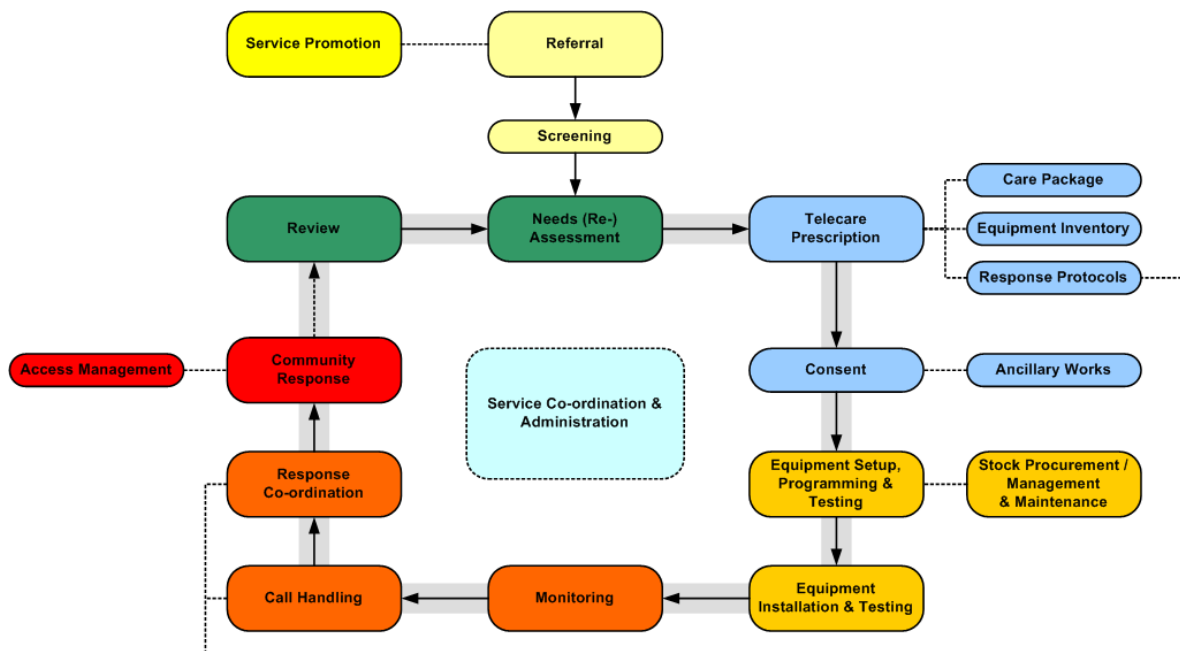 Service Promotion
Referral
Screening
Review
Needs (Re-)
Assessment
Telecare
Prescription
Care Package
Equipment Inventory
Response Protocols
Access Management
Community
Response
Service Co-ordination &
Administration
Consent
Ancillary Works
Response
Co-ordination
Equipment Setup,
Programming &
Testing
Stock Procurement /
Management
& Maintenance
Call Handling
Monitoring
Equipment
Installation & Testing